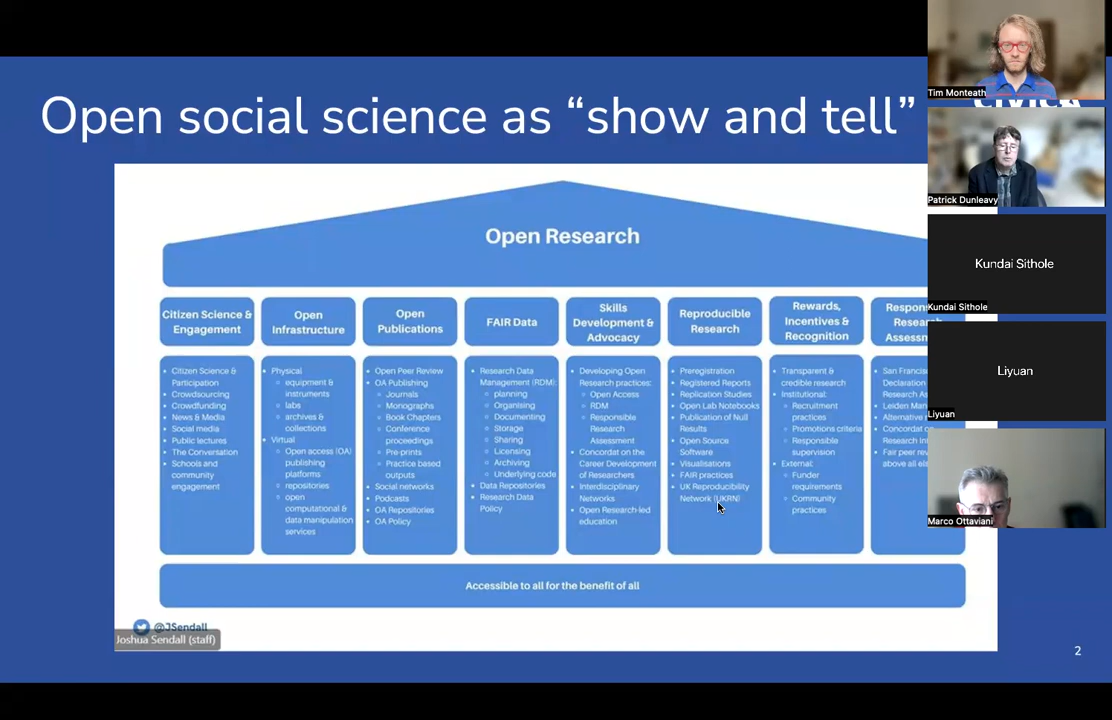 Open social science as “show and tell”
Open Research
Citizen Science &
Engagement
Citizen Science &
Participation
Crowdsourcing
Crowdfunding
News & Media
Social media
Public lectures
The Conversation
Schools and
community
engagement
Open
Infrastructure
Physical
equipment &
instruments
labs
archives &
collections
Virtual
Open access (OA)
publishing
platforms
repositories
open
computational &
data manipulation
services
Open
Publications
Open Peer Review
OA Publishing
Journals
Monographs
Book Chapters
Conference
proceedings
Pre-prints
Practice based
outputs
Social networks
Podcasts
OA Repositories
OA Policy
FAIR Data
Research Data
Management (RDM):
planning
Organising
Documenting
Storage
Sharing
Licensing
Archiving
Underlying code
Data Repositories
Research Data
Policy
Skills
Development &
Advocacy
Developing Open
Research practices:
Open Access
RDM
Responsible
Research
Assessment
Concordat on the
Career Development
of Researchers
Interdisciplinary
Networks
Open Research-led
education
Reproducible
Research
Preregistration
Registered Reports
Replication Studies
Open Lab Notebooks
Publication of Null
Results
Open Source
Software
Visualisations
FAIR practices
UK Reproducibility
Network (UKRN)
Rewards,
Incentives &
Recognition
Transparent &
credible research
Institutional:
Recruitment
practices
Promotions criteria
Responsible
supervision
External:
Funder
requirements
Community
practices
Respon
Resear
Assessm
San Francis
Declaration
Research As
Leiden Man
Alternative
Concordat on
Research In
Fair peer rev
above all els
Accessible to all for the benefit of all
@JSendall
Joshua Sendall (staff)
2
Tim Monteath
Patrick Dunleavy
Kundai Sithole
Kundai Sithole
Liyuan
Liyuan
Marco Ottaviani